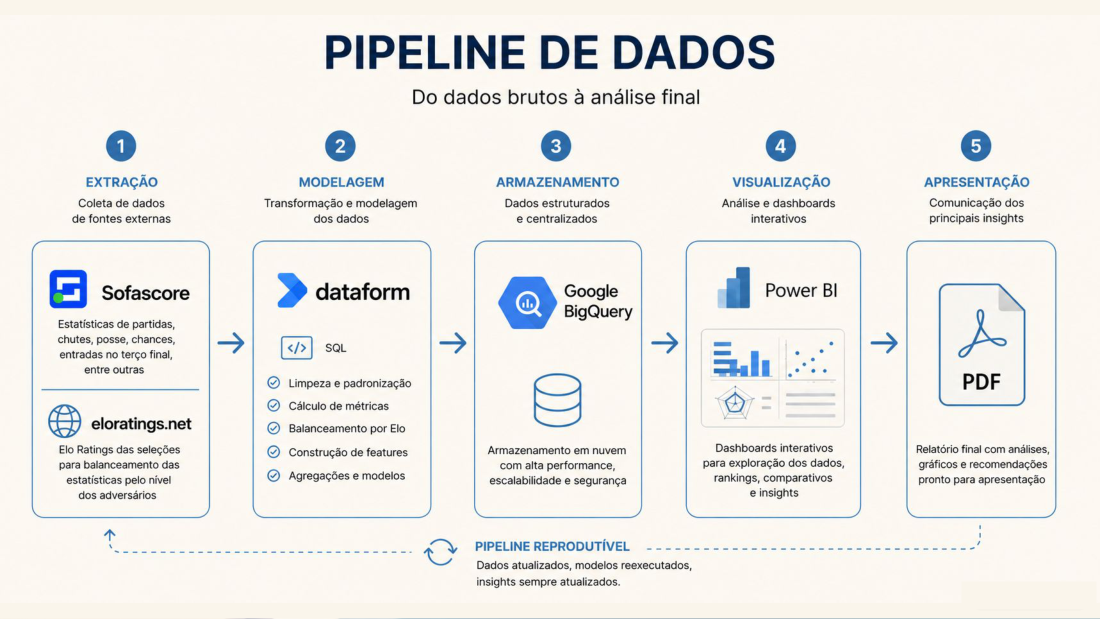 PIPELINE DE DADOS
Do dados brutos à análise final
1
EXTRAÇÃO
Coleta de dados
de fontes externas
Sofascore
Estatísticas de partidas,
chutes, posse, chances,
entradas no terço final,
entre outras
eloratings.net
Elo Ratings das seleções
para balanceamento das
estatísticas pelo nível
dos adversários
2
MODELAGEM
Transformação e modelagem
dos dados
dataform
</> SQL
Limpeza e padronização
Cálculo de métricas
Balanceamento por Elo
Construção de features
Agregações e modelos
3
ARMAZENAMENTO
Dados estruturados
e centralizados
Google
BigQuery
Armazenamento em nuvem
com alta performance,
escalabilidade e segurança
4
VISUALIZAÇÃO
Análise e dashboards
interativos
Power BI
Dashboards interativos
para exploração dos dados,
rankings, comparativos
e insights
5
APRESENTAÇÃO
Comunicação dos
principais insights
PDF
Relatório final com análises,
gráficos e recomendações
pronto para apresentação
PIPELINE REPRODUTÍVEL
Dados atualizados, modelos reexecutados,
insights sempre atualizados.